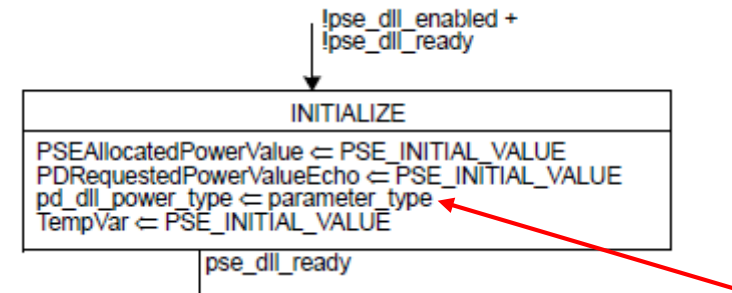 !pse_dll_enabled +
!pse_dll_ready
INITIALIZE
PSEAllocatedPowerValue ⇐ PSE_INITIAL_VALUE
PDRequestedPowerValueEcho ⇐ PSE_INITIAL_VALUE
pd_dll_power_type ⇐ parameter_type
TempVar ⇐ PSE_INITIAL_VALUE
pse_dll_ready